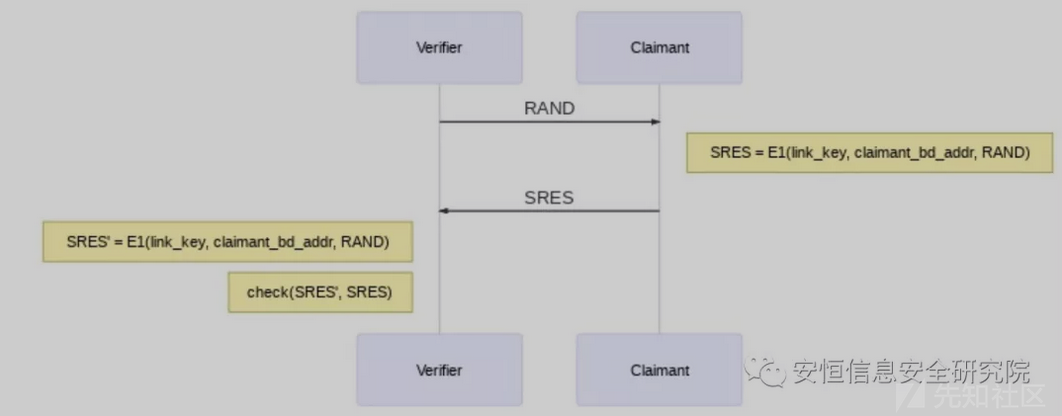 Verifier
Claimant
RAND
SRES = E1(link_key, claimant_bd_addr, RAND)
SRES
SRES' = E1(link_key, claimant_bd_addr, RAND)
check(SRES', SRES)
Verifier
Claimant
安恒信息安全研究院
先知社区